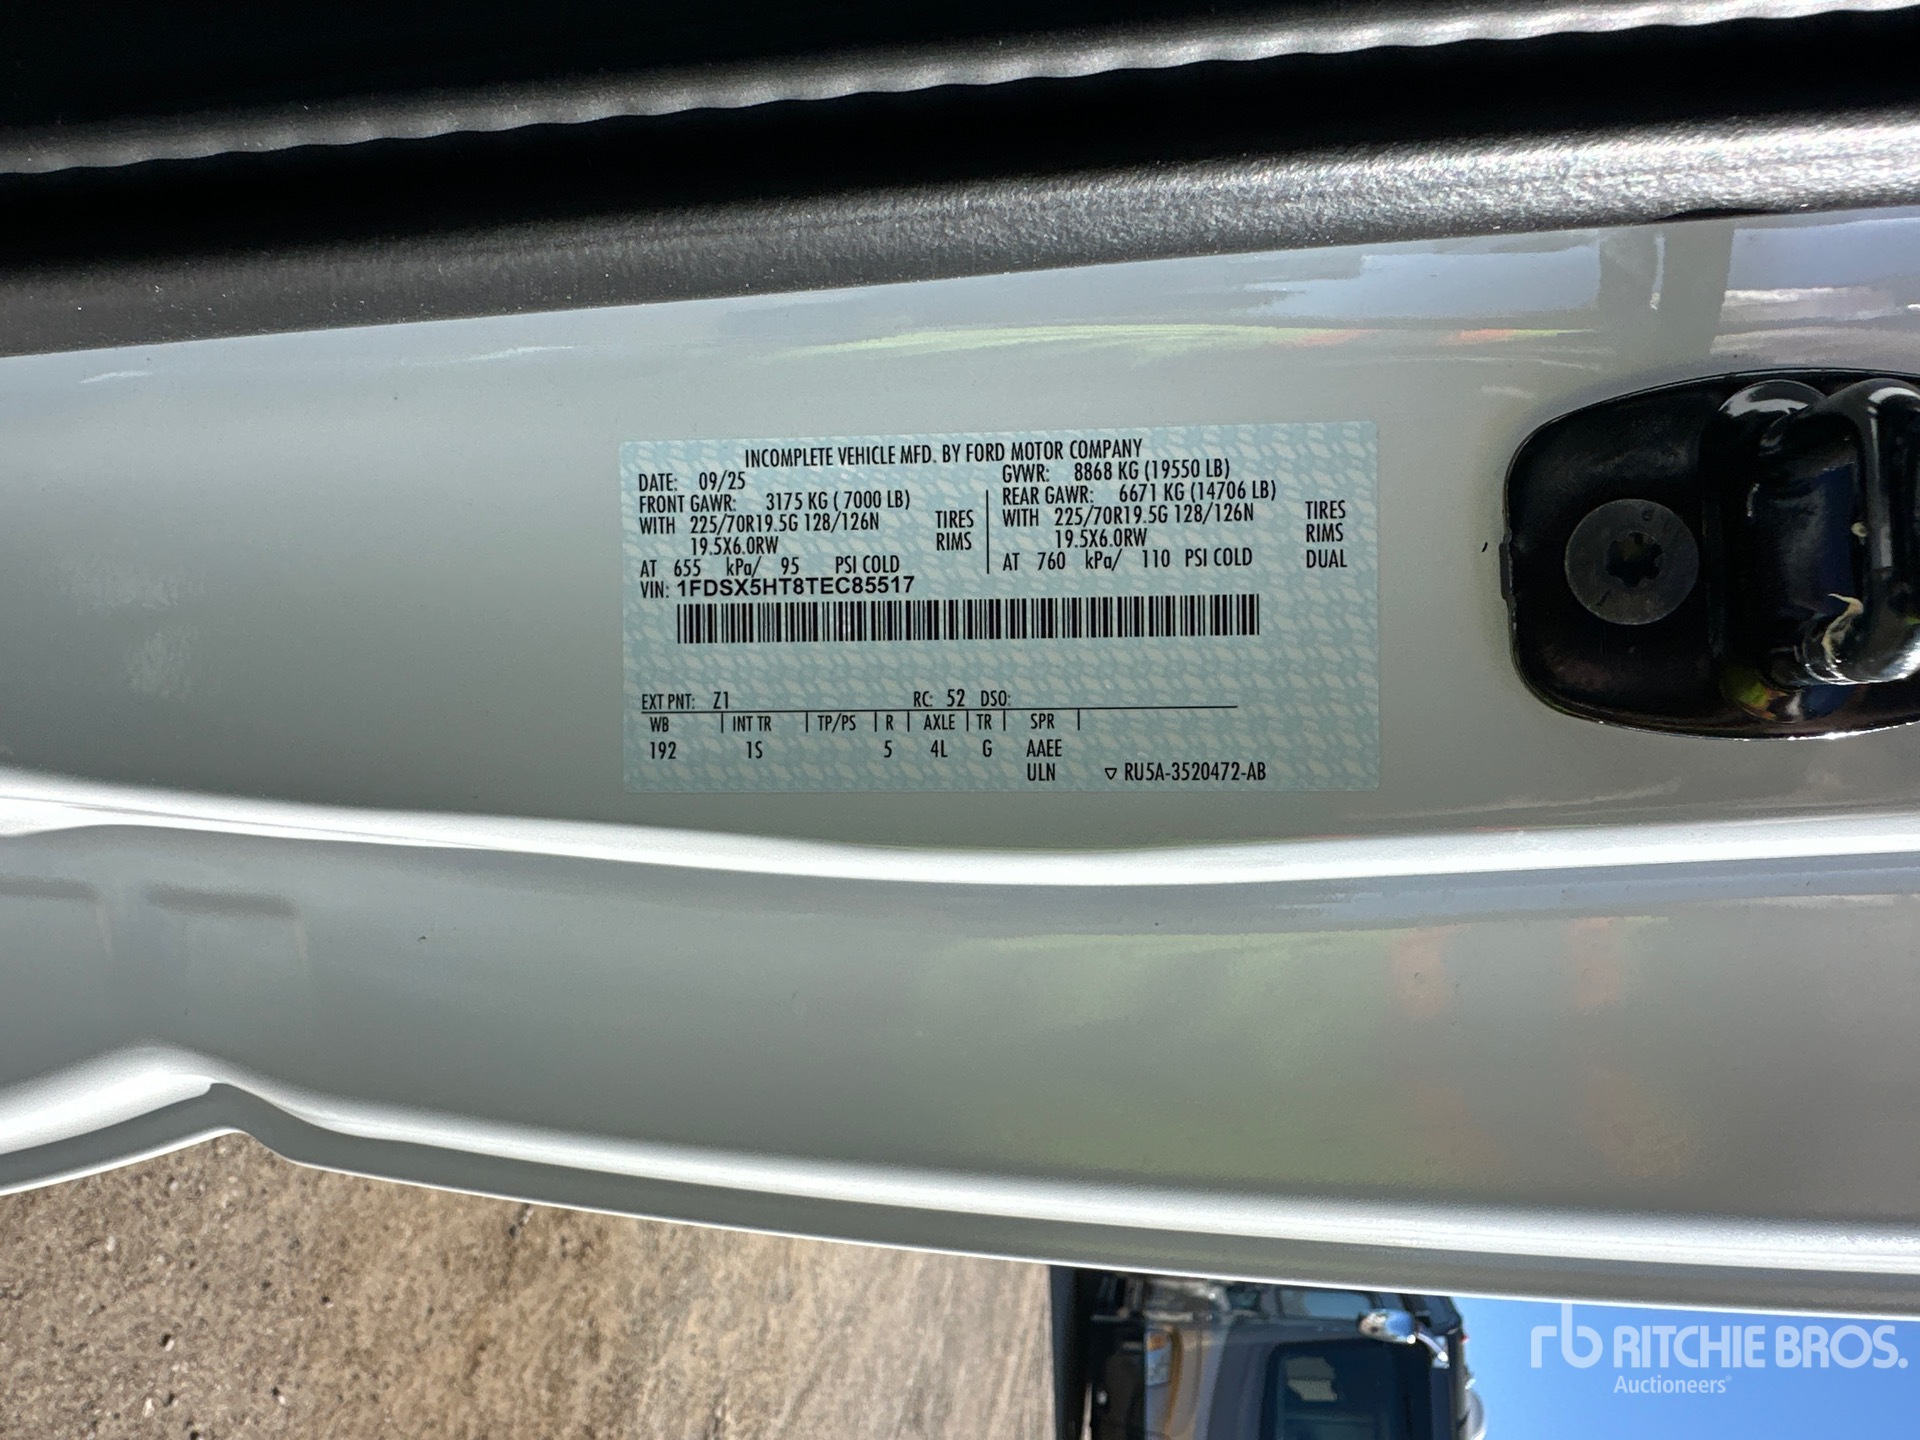 INCOMPLETE VEHICLE MFD. BY FORD MOTOR COMPANY
DATE: 09/25 GVWR: 8868 KG (19550 LB)
FRONT GAWR: 3175 KG ( 7000 LB) REAR GAWR: 6671 KG (14706 LB)
WITH 225/70R19.5G 128/126N TIRES WITH 225/70R19.5G 128/126N TIRES
19.5X6.0RW RIMS 19.5X6.0RW RIMS
AT 655 kPa/ 95 PSI COLD AT 760 kPa/ 110 PSI COLD DUAL
VIN: 1FDSX5HT8TEC85517
EXT PNT: Z1 RC: 52 DSO:
WB INT TR TP/PS R AXLE TR SPR
192 1S 5 4L G AAEE
ULN ▽ RU5A-3520472-AB
rb RITCHIE BROS.
Auctioneers